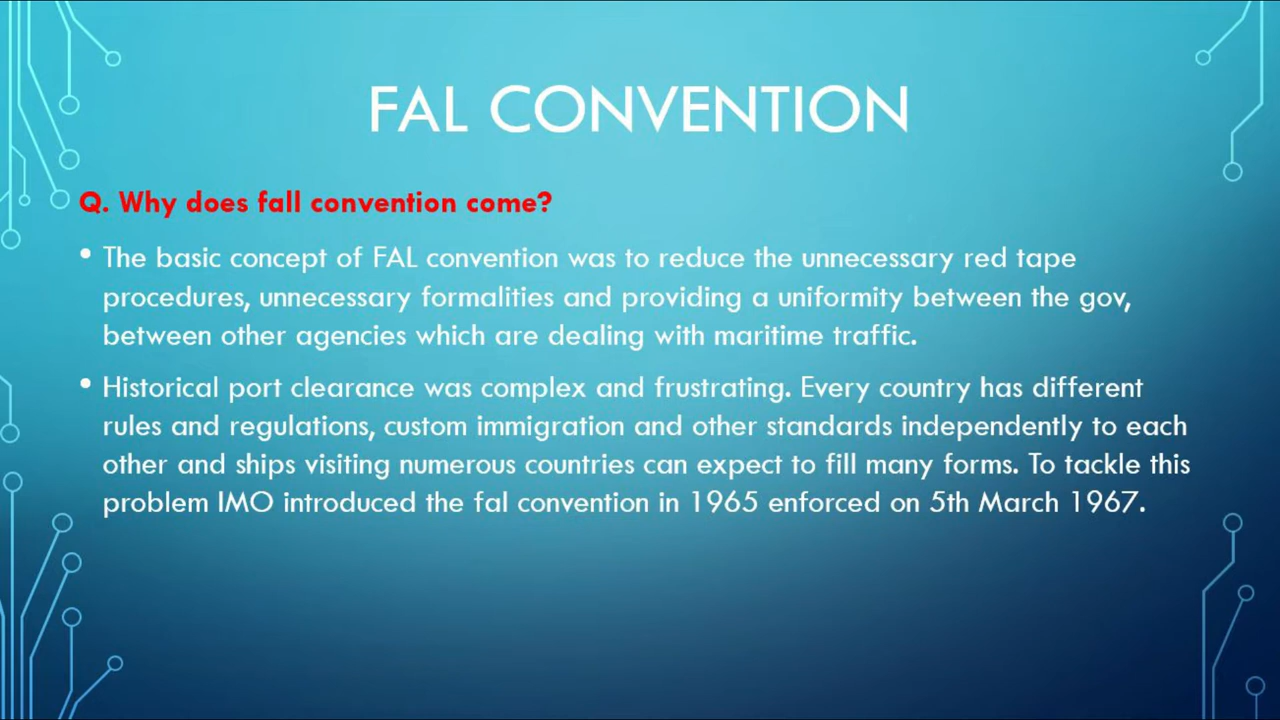 FAL CONVENTION
Q. Why does fall convention come?
• The basic concept of FAL convention was to reduce the unnecessary red tape
procedures, unnecessary formalities and providing a uniformity between the gov,
between other agencies which are dealing with maritime traffic.
• Historical port clearance was complex and frustrating. Every country has different
rules and regulations, custom immigration and other standards independently to each
other and ships visiting numerous countries can expect to fill many forms. To tackle this
problem IMO introduced the fal convention in 1965 enforced on 5th March 1967.